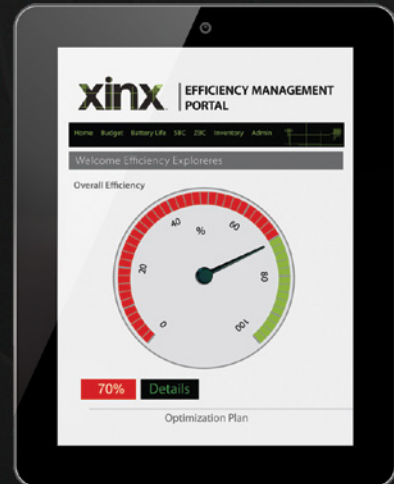 xinx
EFFICIENCY MANAGEMENT
PORTAL
Home Budget Battery Life SBC ZBC Inventory Admin
Welcome Efficiency Exploreres
Overall Efficiency
%
0
20
40
60
80
100
70% Details
Optimization Plan